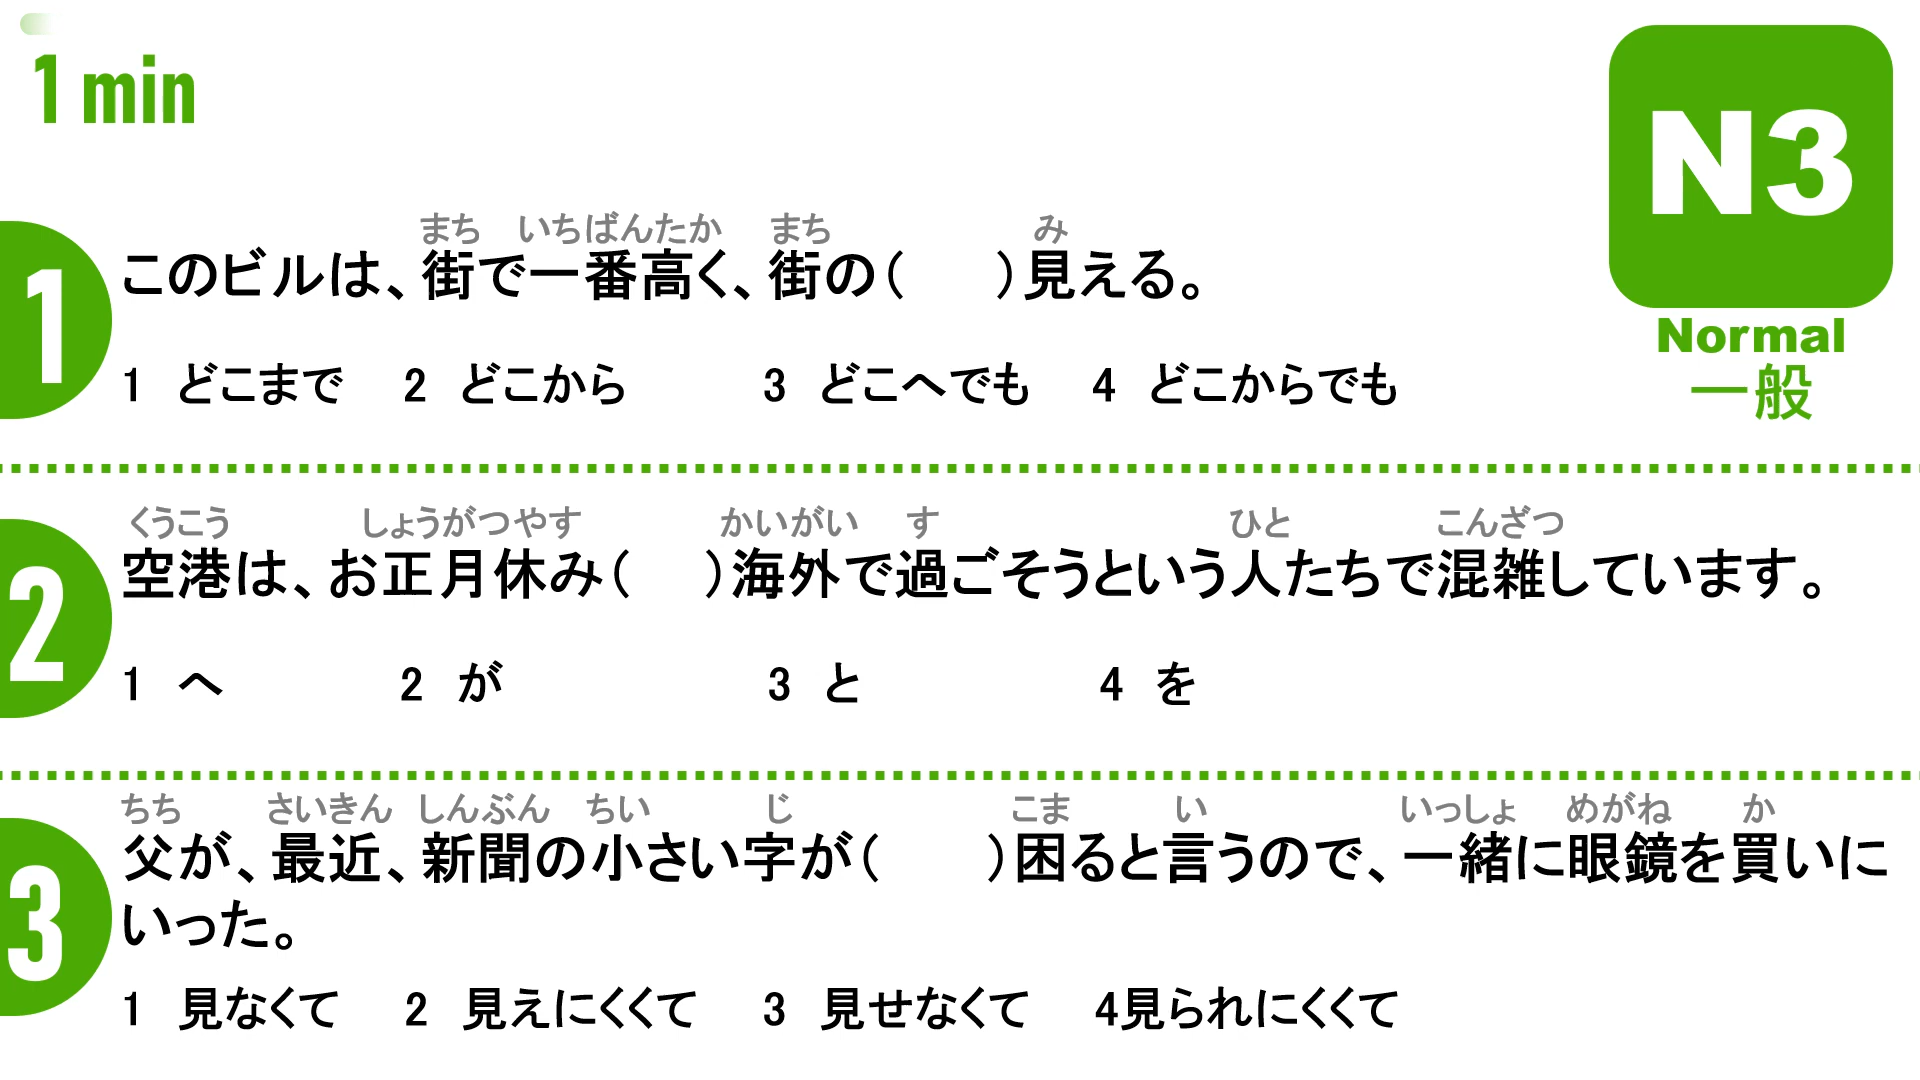 1 min
N3
Normal
一般
1
まち いちばんたか まち み
このビルは、街で一番高く、街の( )見える。
1 どこまで 2 どこから 3 どこへでも 4 どこからでも
2
くうこう しょうがつやす かいがい す ひと こんざつ
空港は、お正月休み( )海外で過ごそうという人たちで混雑しています。
1 へ 2 が 3 と 4 を
3
ちち さいきん しんぶん ちい じ こま い いっしょ めがね か
父が、最近、新聞の小さい字が( )困ると言うので、一緒に眼鏡を買いに
いった。
1 見なくて 2 見えにくくて 3 見せなくて 4見られにくくて